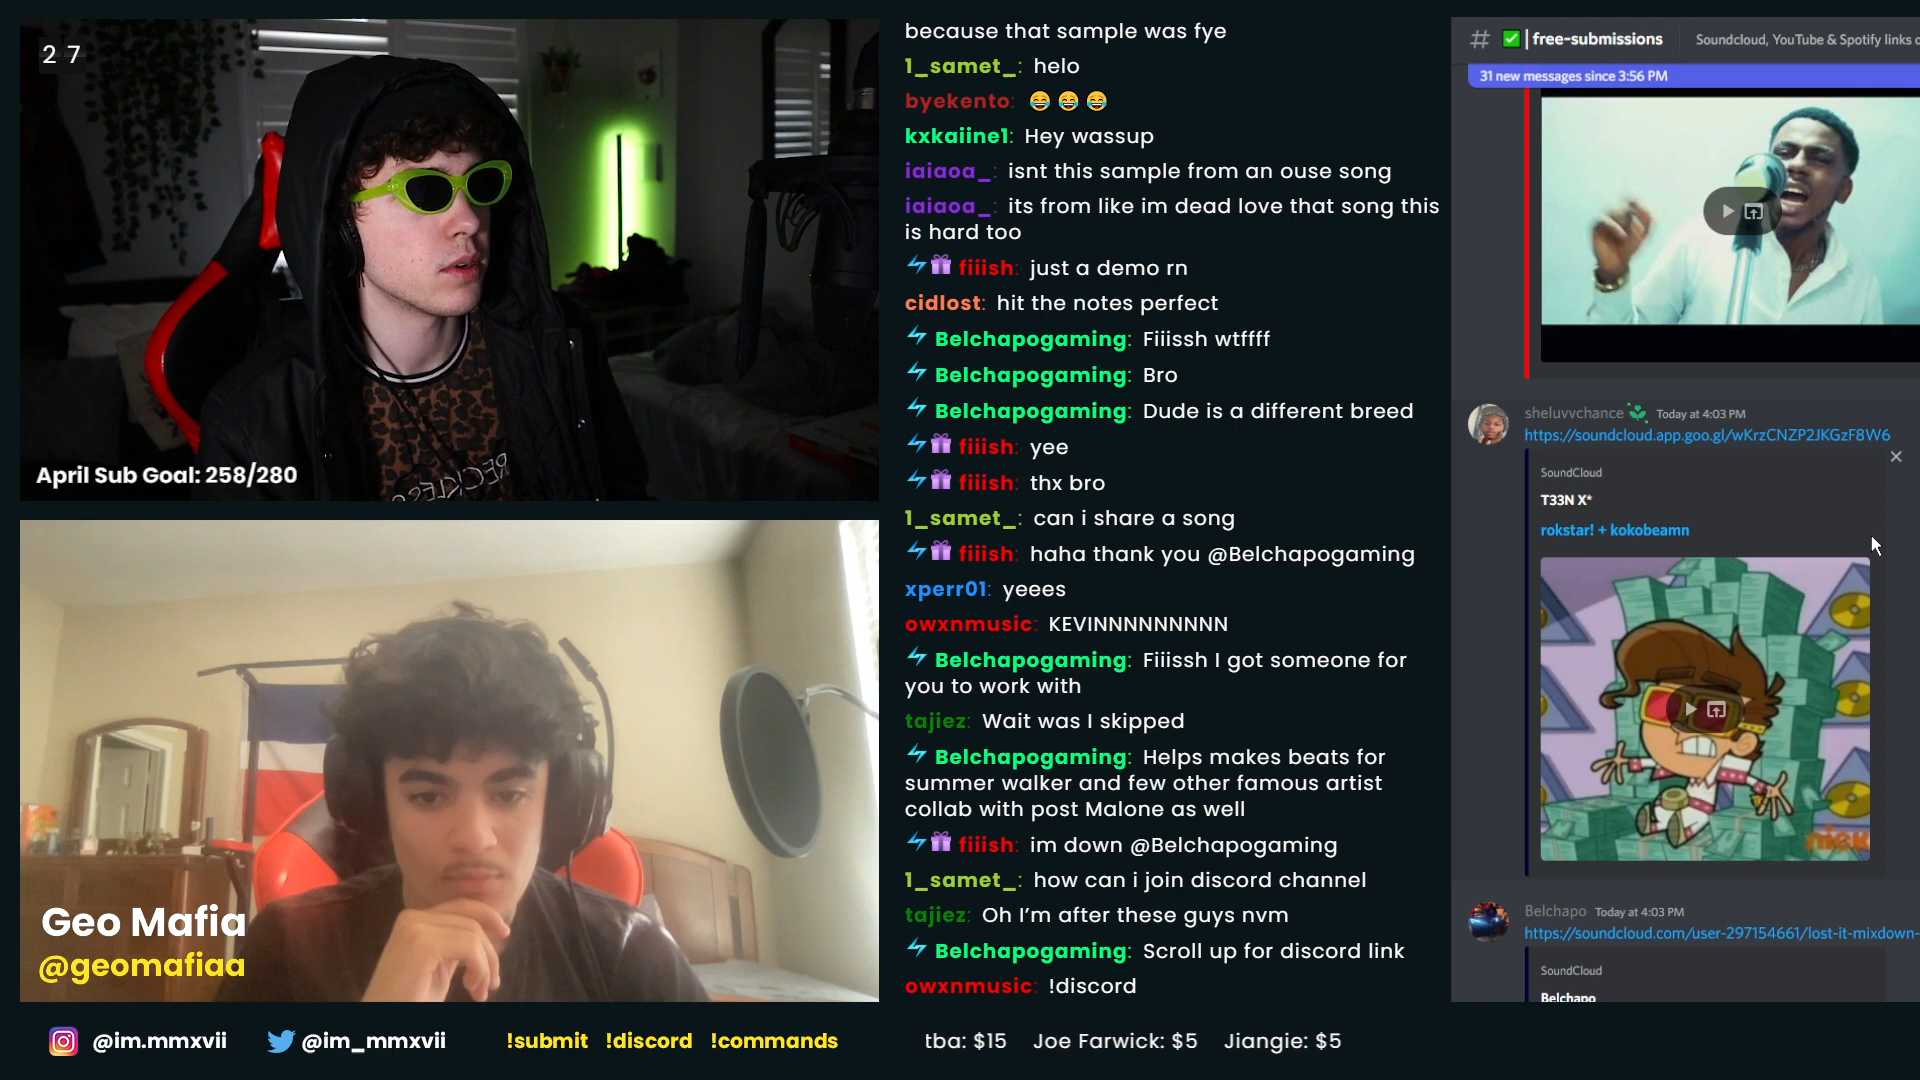 2 7
April Sub Goal: 258/280
Geo Mafia
@geomafiaa
@im.mmxvii
@im_mmxvii
!submit !discord !commands
because that sample was fye
1_samet_: helo
byekento: 😂 😂 😂
kxkaiine1: Hey wassup
iaiaoa_: isnt this sample from an ouse song
iaiaoa_: its from like im dead love that song this
is hard too
fiiish: just a demo rn
cidlost: hit the notes perfect
Belchapogaming: Fiiissh wtffff
Belchapogaming: Bro
Belchapogaming: Dude is a different breed
fiiish: yee
fiiish: thx bro
1_samet_: can i share a song
fiiish: haha thank you @Belchapogaming
xperr01: yeees
owxnmusic: KEVINNNNNNNNNN
Belchapogaming: Fiiissh I got someone for
you to work with
tajiez: Wait was I skipped
Belchapogaming: Helps makes beats for
summer walker and few other famous artist
collab with post Malone as well
fiiish: im down @Belchapogaming
1_samet_: how can i join discord channel
tajiez: Oh I'm after these guys nvm
Belchapogaming: Scroll up for discord link
owxnmusic: !discord
tba: $15 Joe Farwick: $5 Jiangie: $5
# ✅ | free-submissions Soundcloud, YouTube & Spotify links o
31 new messages since 3:56 PM
sheluvvchance Today at 4:03 PM
https://soundcloud.app.goo.gl/wKrzCNZP2JKGzF8W6
SoundCloud
T33N X*
rokstar! + kokobeamn
nick
Belchapo Today at 4:03 PM
https://soundcloud.com/user-297154661/lost-it-mixdown-
SoundCloud
Belchapo